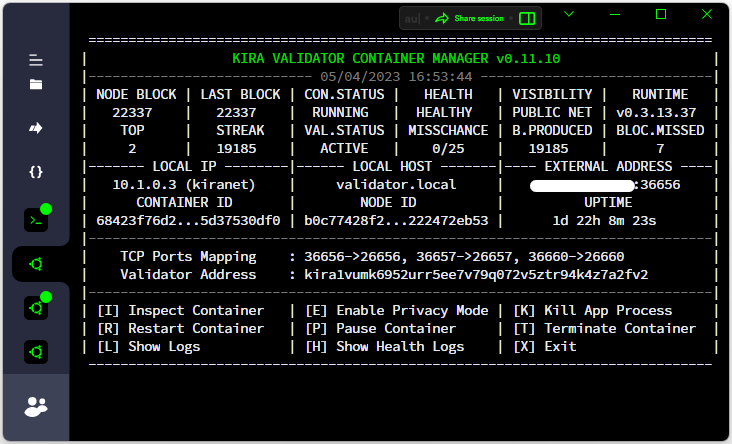 au|
Share session
KIRA VALIDATOR CONTAINER MANAGER v0.11.10
05/04/2023 16:53:44
NODE BLOCK | LAST BLOCK | CON.STATUS | HEALTH | VISIBILITY | RUNTIME
22337 | 22337 | RUNNING | HEALTHY | PUBLIC NET | v0.3.13.37
TOP | STREAK | VAL.STATUS | MISSCHANCE | B.PRODUCED | BLOC.MISSED
2 | 19185 | ACTIVE | 0/25 | 19185 | 7
LOCAL IP | LOCAL HOST | EXTERNAL ADDRESS
10.1.0.3 (kiranet) | validator.local | :36656
CONTAINER ID | NODE ID | UPTIME
68423f76d2...5d37530df0 | b0c77428f2...222472eb53 | 1d 22h 8m 23s
TCP Ports Mapping : 36656->26656, 36657->26657, 36660->26660
Validator Address : kira1vumk6952urr5ee7v79q072v5ztr94k4z7a2fv2
[I] Inspect Container | [E] Enable Privacy Mode | [K] Kill App Process
[R] Restart Container | [P] Pause Container | [T] Terminate Container
[L] Show Logs | [H] Show Health Logs | [X] Exit